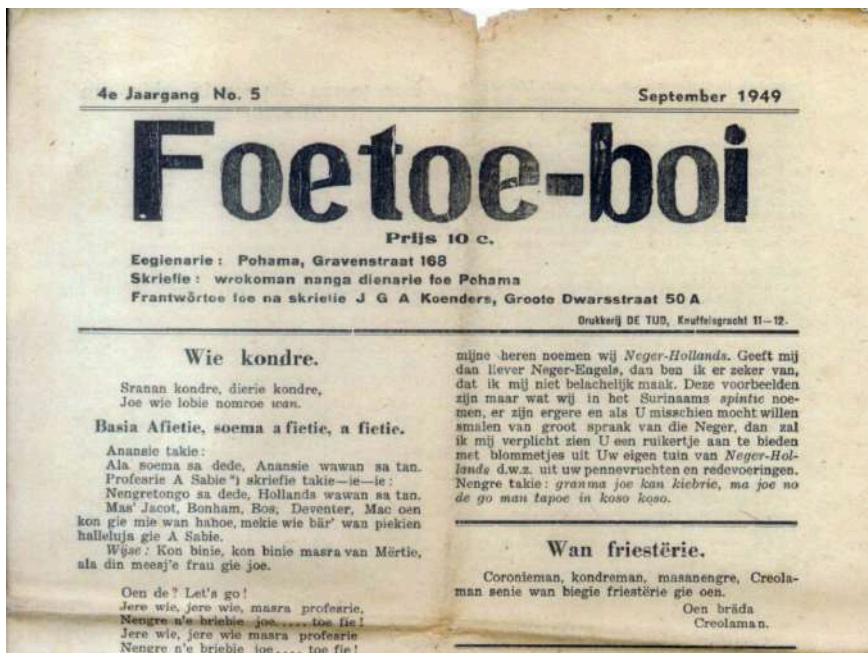 4e Jaargang No. 5
September 1949
Foetoe-boi
Prijs 10 c.
Eegienarie: Pohama, Gravenstraat 168
Skriefie: wrokoman nanga dienarie foe Pohama
Frantwôrtoe foe na skriefie J G A Koenders, Groote Dwarsstraat 50 A
Drukkerij DE TIJD, Knuffelsgracht 11—12.
Wie kondre.
Sranan kondre, dierie kondre,
Joe wie lobie nomroe wan.
Basia Afietie, soema a fietie, a fietie.
Anansie takie:
Ala soema sa dede, Anansie wawan sa tan.
Profesrie A Sabie*) skriefie takie—ie—ie:
Nengretongo sa dede, Hollands wawan sa tan.
Mas' Jacot, Bonham, Bos, Deventer, Mac oen
kon gie mie wan hahoe, mekie wie bär' wan piekien
halleluja gie A Sabie.
Wijse: Kon binie, kon binie masra van Mërtie,
ala din meesj'e frau gie joe.
Oen de? Let's go!
Jere wie, jere wie, masra profesrie,
Nengre n'e briebie joe.... toe fie!
Jere wie, jere wie masra profesrie
Nengre n'e briebie joe.... toe fie!
mijne heren noemen wij Neger-Hollands. Geeft mij
dan liever Neger-Engels, dan ben ik er zeker van,
dat ik mij niet belachelijk maak. Deze voorbeelden
zijn maar wat wij in het Surinaams spintie noe-
men, er zijn ergere en als U misschien mocht willen
smalen van groot spraak van die Neger, dan zal
ik mij verplicht zien U een ruikertje aan te bieden
met blommetjes uit Uw eigen tuin van Neger-Hol-
lands d.w.z. uit uw pennevruchten en redevoeringen.
Nengre takie: granma joe kan kiebrie, ma joe no
de go man tapoe in koso koso.
Wan friestërie.
Coronieman, kondreman, masanengre, Creola-
man senie wan biegie friestërie gie oen.
Oen bräda
Creolaman.